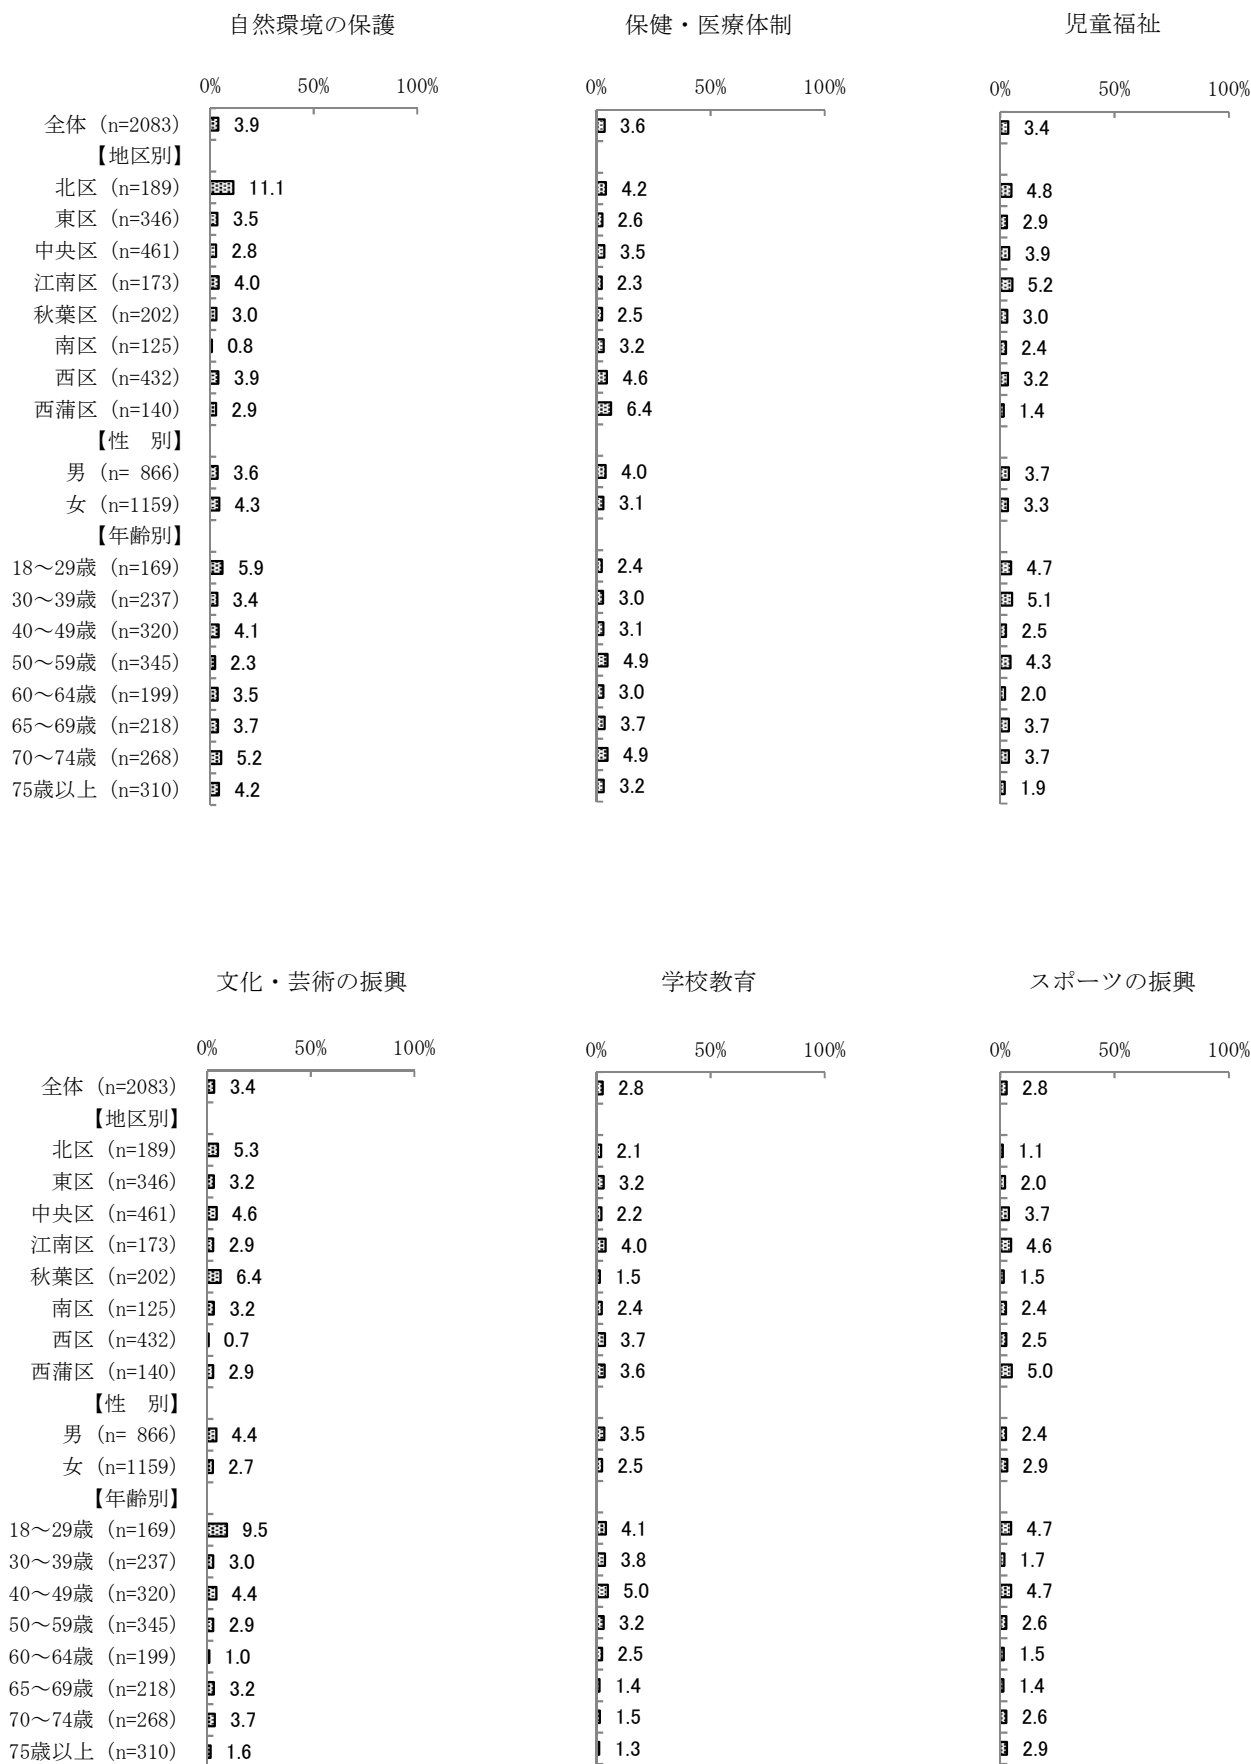 自然環境の保護　保健・医療体制　児童福祉
0% 50% 100% 0% 50% 100% 0% 50% 100%
全体（n=2083） 3.9 3.6 3.4
【地区別】
北区（n=189） 11.1 4.2 4.8
東区（n=346） 3.5 2.6 2.9
中央区（n=461） 2.8 3.5 3.9
江南区（n=173） 4.0 2.3 5.2
秋葉区（n=202） 3.0 2.5 3.0
南区（n=125） 0.8 3.2 2.4
西区（n=432） 3.9 4.6 3.2
西蒲区（n=140） 2.9 6.4 1.4
【性　別】
男（n= 866） 3.6 4.0 3.7
女（n=1159） 4.3 3.1 3.3
【年齢別】
18～29歳（n=169） 5.9 2.4 4.7
30～39歳（n=237） 3.4 3.0 5.1
40～49歳（n=320） 4.1 3.1 2.5
50～59歳（n=345） 2.3 4.9 4.3
60～64歳（n=199） 3.5 3.0 2.0
65～69歳（n=218） 3.7 3.7 3.7
70～74歳（n=268） 5.2 4.9 3.7
75歳以上（n=310） 4.2 3.2 1.9
文化・芸術の振興　学校教育　スポーツの振興
0% 50% 100% 0% 50% 100% 0% 50% 100%
全体（n=2083） 3.4 2.8 2.8
【地区別】
北区（n=189） 5.3 2.1 1.1
東区（n=346） 3.2 3.2 2.0
中央区（n=461） 4.6 2.2 3.7
江南区（n=173） 2.9 4.0 4.6
秋葉区（n=202） 6.4 1.5 1.5
南区（n=125） 3.2 2.4 2.4
西区（n=432） 0.7 3.7 2.5
西蒲区（n=140） 2.9 3.6 5.0
【性　別】
男（n= 866） 4.4 3.5 2.4
女（n=1159） 2.7 2.5 2.9
【年齢別】
18～29歳（n=169） 9.5 4.1 4.7
30～39歳（n=237） 3.0 3.8 1.7
40～49歳（n=320） 4.4 5.0 4.7
50～59歳（n=345） 2.9 3.2 2.6
60～64歳（n=199） 1.0 2.5 1.5
65～69歳（n=218） 3.2 1.4 1.4
70～74歳（n=268） 3.7 1.5 2.6
75歳以上（n=310） 1.6 1.3 2.9